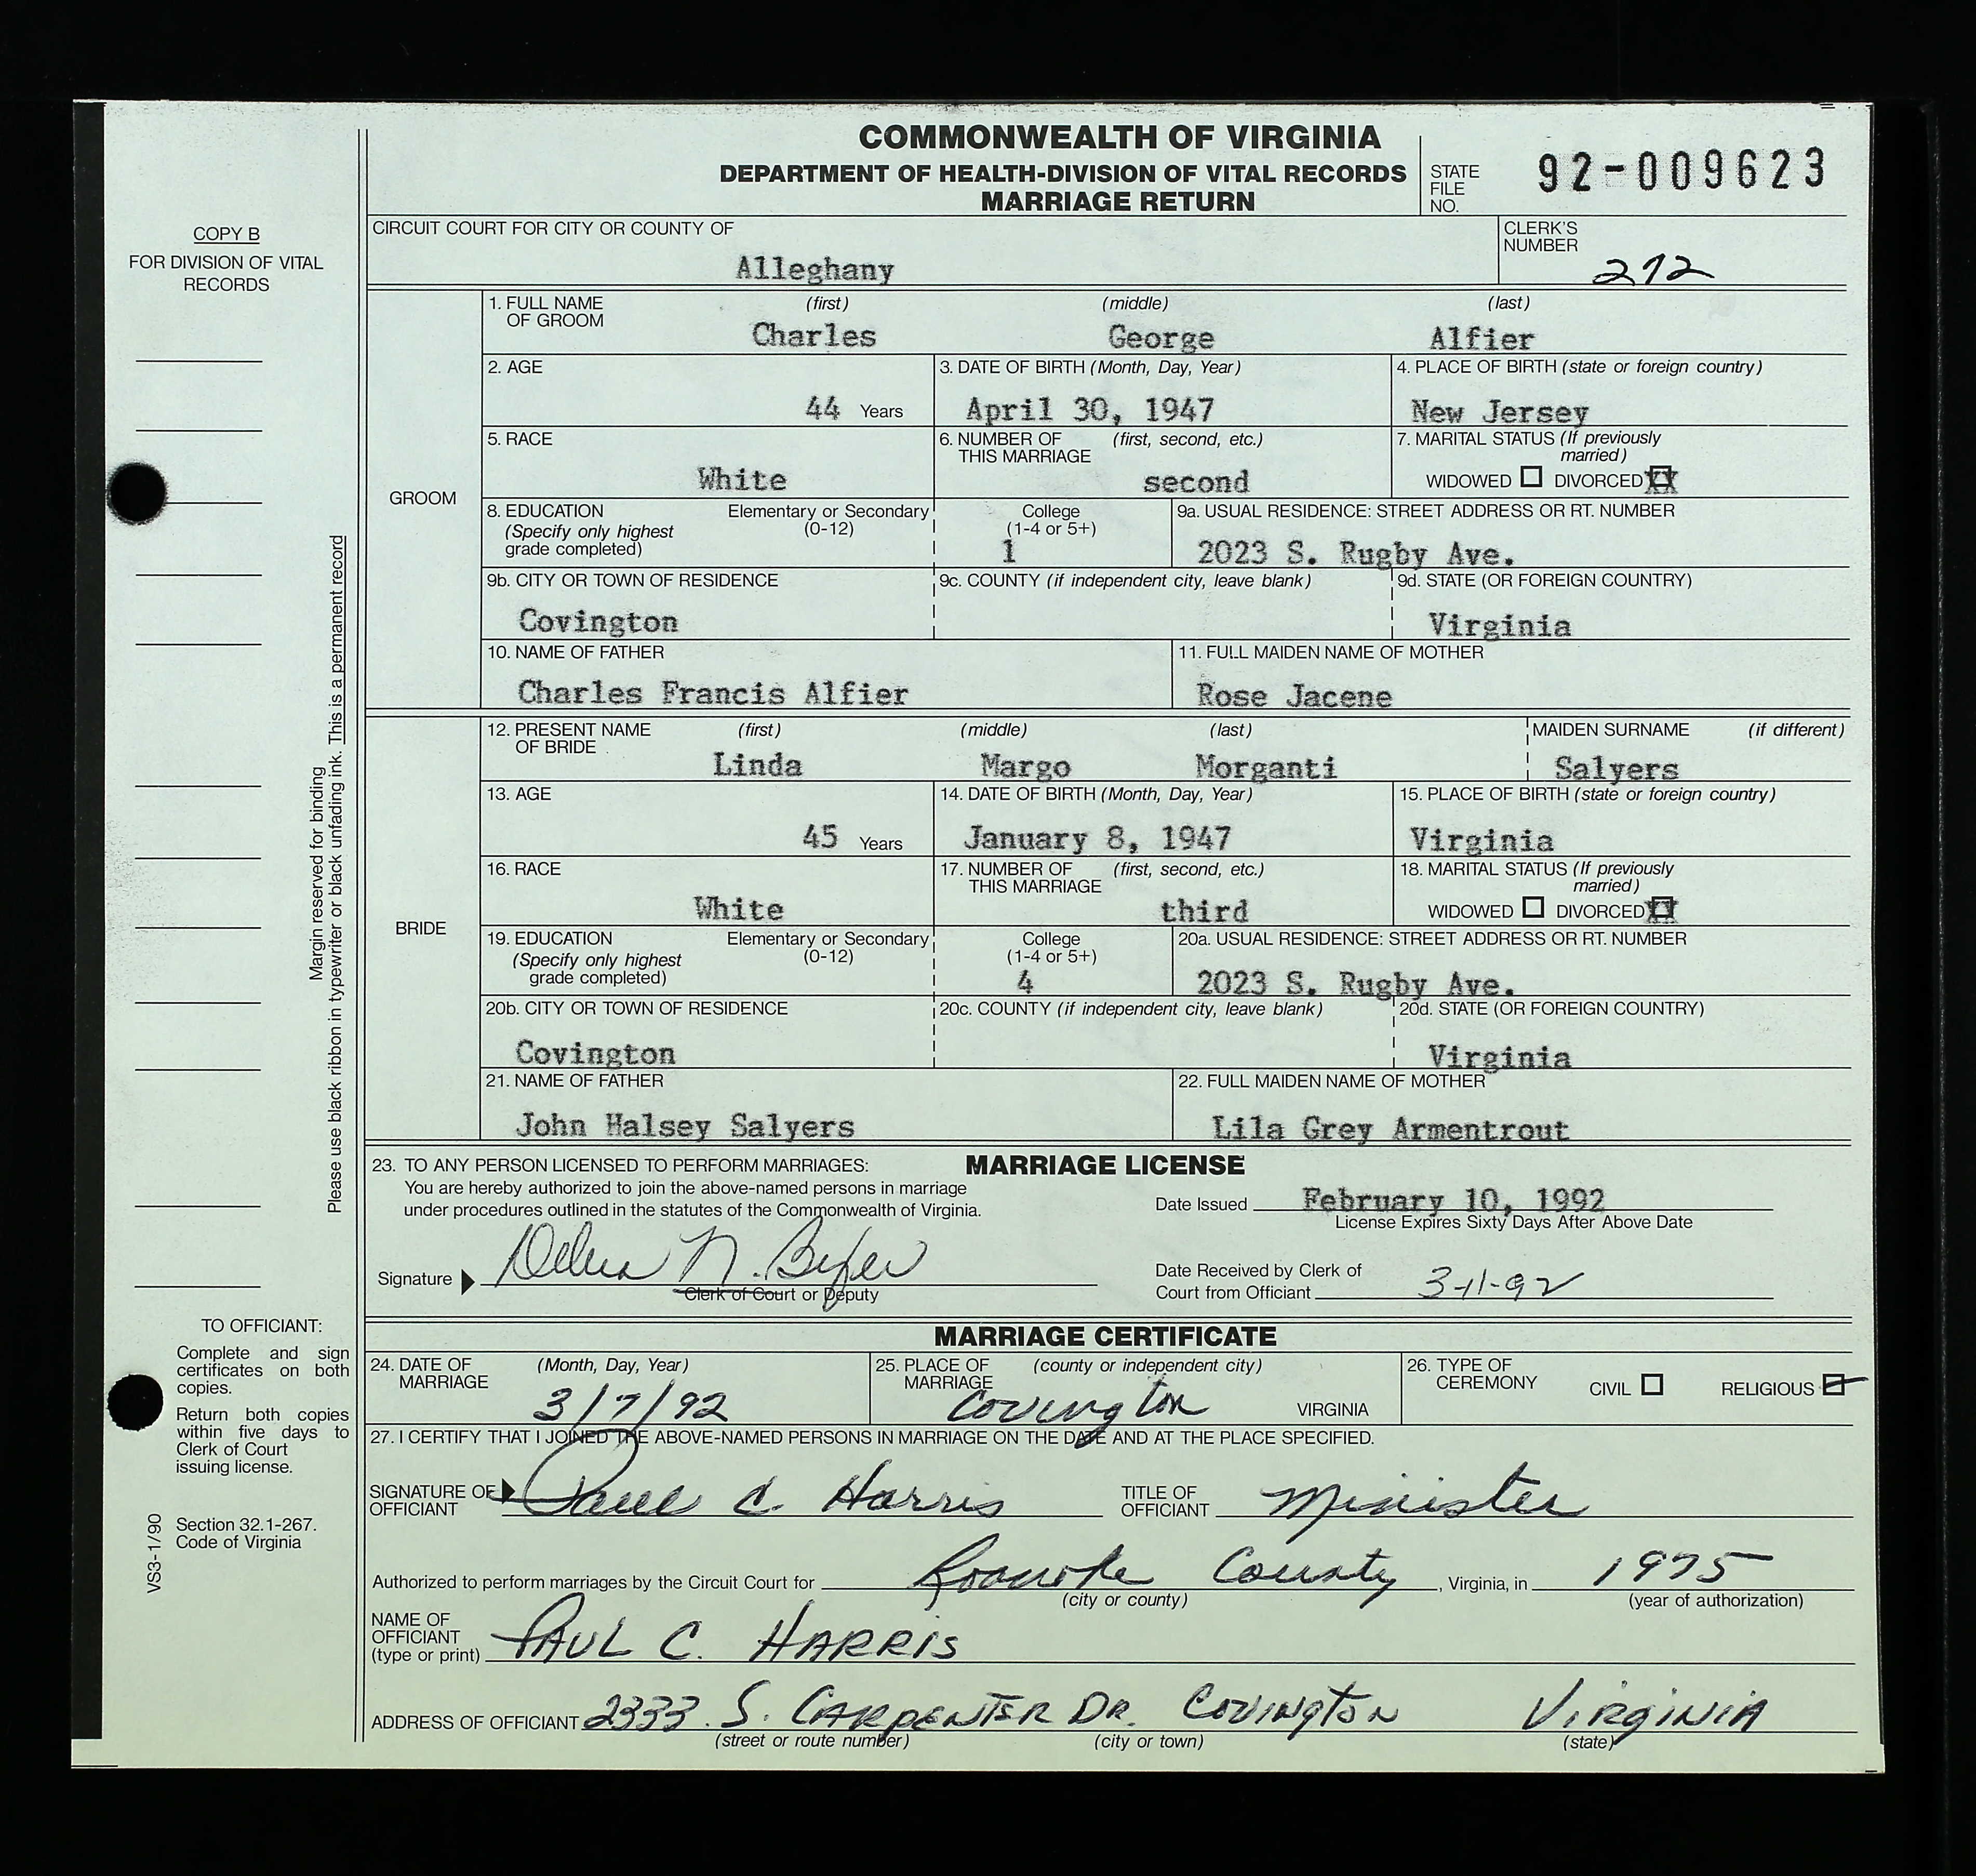 COMMONWEALTH OF VIRGINIA
DEPARTMENT OF HEALTH-DIVISION OF VITAL RECORDS
MARRIAGE RETURN
STATE FILE NO. 92-009623
COPY B
FOR DIVISION OF VITAL
RECORDS
CIRCUIT COURT FOR CITY OR COUNTY OF
Alleghany
CLERK'S NUMBER 272
GROOM
1. FULL NAME OF GROOM (first) (middle) (last)
Charles George Alfier
2. AGE 3. DATE OF BIRTH (Month, Day, Year) 4. PLACE OF BIRTH (state or foreign country)
44 Years April 30, 1947 New Jersey
5. RACE 6. NUMBER OF THIS MARRIAGE (first, second, etc.) 7. MARITAL STATUS (If previously married)
White second WIDOWED DIVORCED XX
8. EDUCATION (Specify only highest grade completed) Elementary or Secondary (0-12) College (1-4 or 5+) 9a. USUAL RESIDENCE: STREET ADDRESS OR RT. NUMBER
1 2023 S. Rugby Ave.
9b. CITY OR TOWN OF RESIDENCE 9c. COUNTY (if independent city, leave blank) 9d. STATE (OR FOREIGN COUNTRY)
Covington Virginia
10. NAME OF FATHER 11. FULL MAIDEN NAME OF MOTHER
Charles Francis Alfier Rose Jacene
BRIDE
12. PRESENT NAME OF BRIDE (first) (middle) (last) MAIDEN SURNAME (if different)
Linda Margo Morganti Salyers
13. AGE 14. DATE OF BIRTH (Month, Day, Year) 15. PLACE OF BIRTH (state or foreign country)
45 Years January 8, 1947 Virginia
16. RACE 17. NUMBER OF THIS MARRIAGE (first, second, etc.) 18. MARITAL STATUS (If previously married)
White third WIDOWED DIVORCED XX
19. EDUCATION (Specify only highest grade completed) Elementary or Secondary (0-12) College (1-4 or 5+) 20a. USUAL RESIDENCE: STREET ADDRESS OR RT. NUMBER
4 2023 S. Rugby Ave.
20b. CITY OR TOWN OF RESIDENCE 20c. COUNTY (if independent city, leave blank) 20d. STATE (OR FOREIGN COUNTRY)
Covington Virginia
21. NAME OF FATHER 22. FULL MAIDEN NAME OF MOTHER
John Halsey Salyers Lila Grey Armentrout
23. TO ANY PERSON LICENSED TO PERFORM MARRIAGES: MARRIAGE LICENSE
You are hereby authorized to join the above-named persons in marriage
under procedures outlined in the statutes of the Commonwealth of Virginia.
Date Issued February 10, 1992
License Expires Sixty Days After Above Date
Signature N.
Clerk of Court or Deputy
Date Received by Clerk of
Court from Officiant 3-11-92
MARRIAGE CERTIFICATE
24. DATE OF MARRIAGE (Month, Day, Year) 25. PLACE OF MARRIAGE (county or independent city) 26. TYPE OF CEREMONY CIVIL RELIGIOUS
3/7/92 Covington VIRGINIA
27. I CERTIFY THAT I JOINED THE ABOVE-NAMED PERSONS IN MARRIAGE ON THE DATE AND AT THE PLACE SPECIFIED.
SIGNATURE OF OFFICIANT Paul C. Harris TITLE OF OFFICIANT Minister
Authorized to perform marriages by the Circuit Court for Roanoke County, Virginia, in 1975
(city or county) (year of authorization)
NAME OF OFFICIANT (type or print) PAUL C. HARRIS
ADDRESS OF OFFICIANT 2333 S. CARPENTER DR. COVINGTON VIRGINIA
(street or route number) (city or town) (state)
Margin reserved for binding
Please use black ribbon in typewriter or black unfading ink. This is a permanent record
TO OFFICIANT:
Complete and sign
certificates on both
copies.
Return both copies
within five days to
Clerk of Court
issuing license.
Section 32.1-267.
Code of Virginia
VS3-1/90